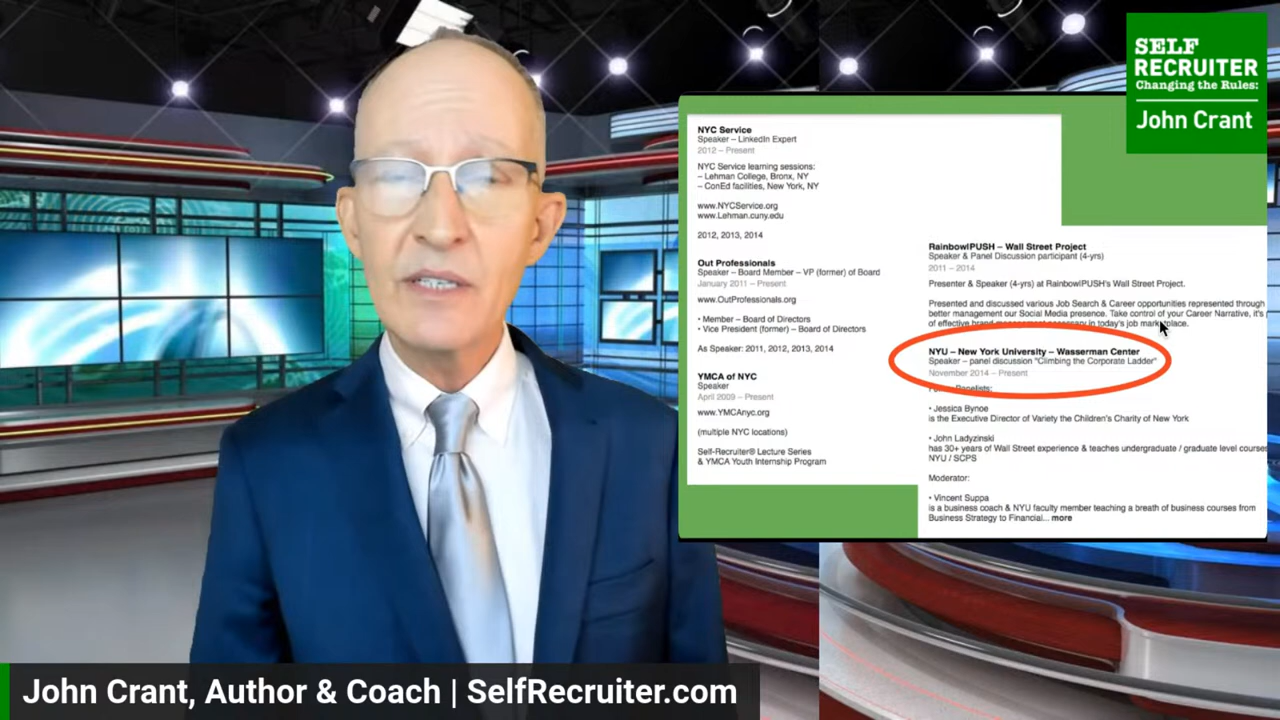 SELF
RECRUITER
Changing the Rules:
John Crant
NYC Service
Speaker – LinkedIn Expert
2012 – Present
NYC Service learning sessions:
– Lehman College, Bronx, NY
– ConEd facilities, New York, NY
www.NYCService.org
www.Lehman.cuny.edu
2012, 2013, 2014
Out Professionals
Speaker – Board Member – VP (former) of Board
January 2011 – Present
www.OutProfessionals.org
• Member – Board of Directors
• Vice President (former) – Board of Directors
As Speaker: 2011, 2012, 2013, 2014
YMCA of NYC
Speaker
April 2009 – Present
www.YMCAnyc.org
(multiple NYC locations)
Self-Recruiter® Lecture Series
& YMCA Youth Internship Program
RainbowPUSH – Wall Street Project
Speaker & Panel Discussion participant (4-yrs)
2011 – 2014
Presenter & Speaker (4-yrs) at RainbowPUSH's Wall Street Project.
Presented and discussed various Job Search & Career opportunities represented through
better management our Social Media presence. Take control of your Career Narrative, it's
of effective brand management necessary in today's job marketplace.
NYU – New York University – Wasserman Center
Speaker – panel discussion "Climbing the Corporate Ladder"
November 2014 – Present
Panelists:
• Jessica Bynoe
is the Executive Director of Variety the Children's Charity of New York
• John Ladyzinski
has 30+ years of Wall Street experience & teaches undergraduate / graduate level courses
NYU / SCPS
Moderator:
• Vincent Suppa
is a business coach & NYU faculty member teaching a breath of business courses from
Business Strategy to Financial... more
John Crant, Author & Coach | SelfRecruiter.com